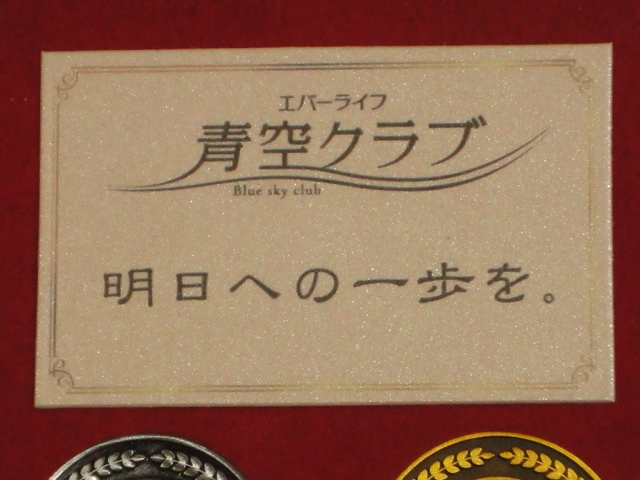 エバーライフ
青空クラブ
Blue sky club
明日への一歩を。